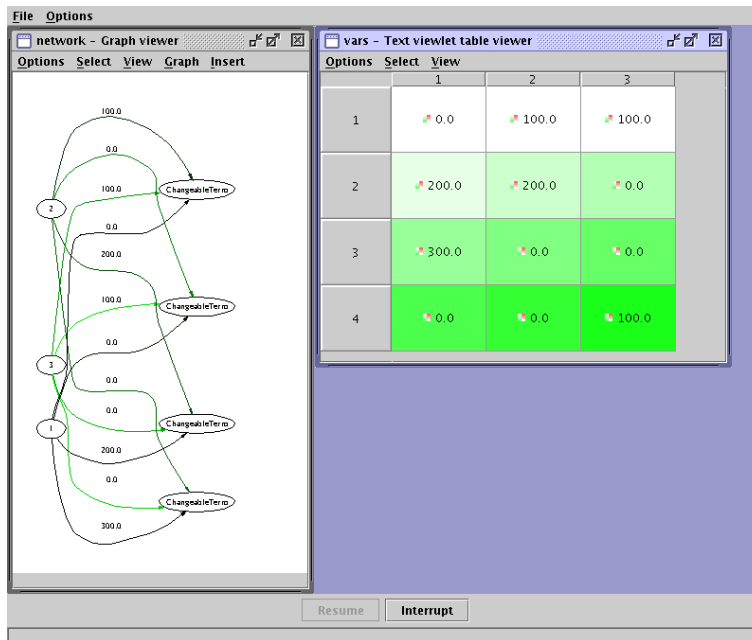 File Options
network – Graph viewer
Options Select View Graph Insert
100.0
0.0
100.0
ChangeableTerro
2
0.0
200.0
100.0
ChangeableTerro
0.0
3
0.0
0.0
ChangeableTerro
1
200.0
0.0
ChangeableTerro
300.0
vars – Text viewlet table viewer
Options Select View
1 2 3
1 0.0 100.0 100.0
2 200.0 200.0 0.0
3 300.0 0.0 0.0
4 0.0 0.0 100.0
Resume Interrupt